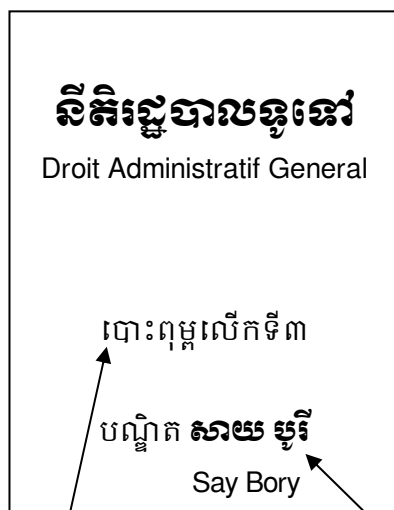 នីតិរដ្ឋបាលទូទៅ
Droit Administratif General
បោះពុម្ពលើកទី៣
បណ្ឌិត សាយ បូរី
Say Bory